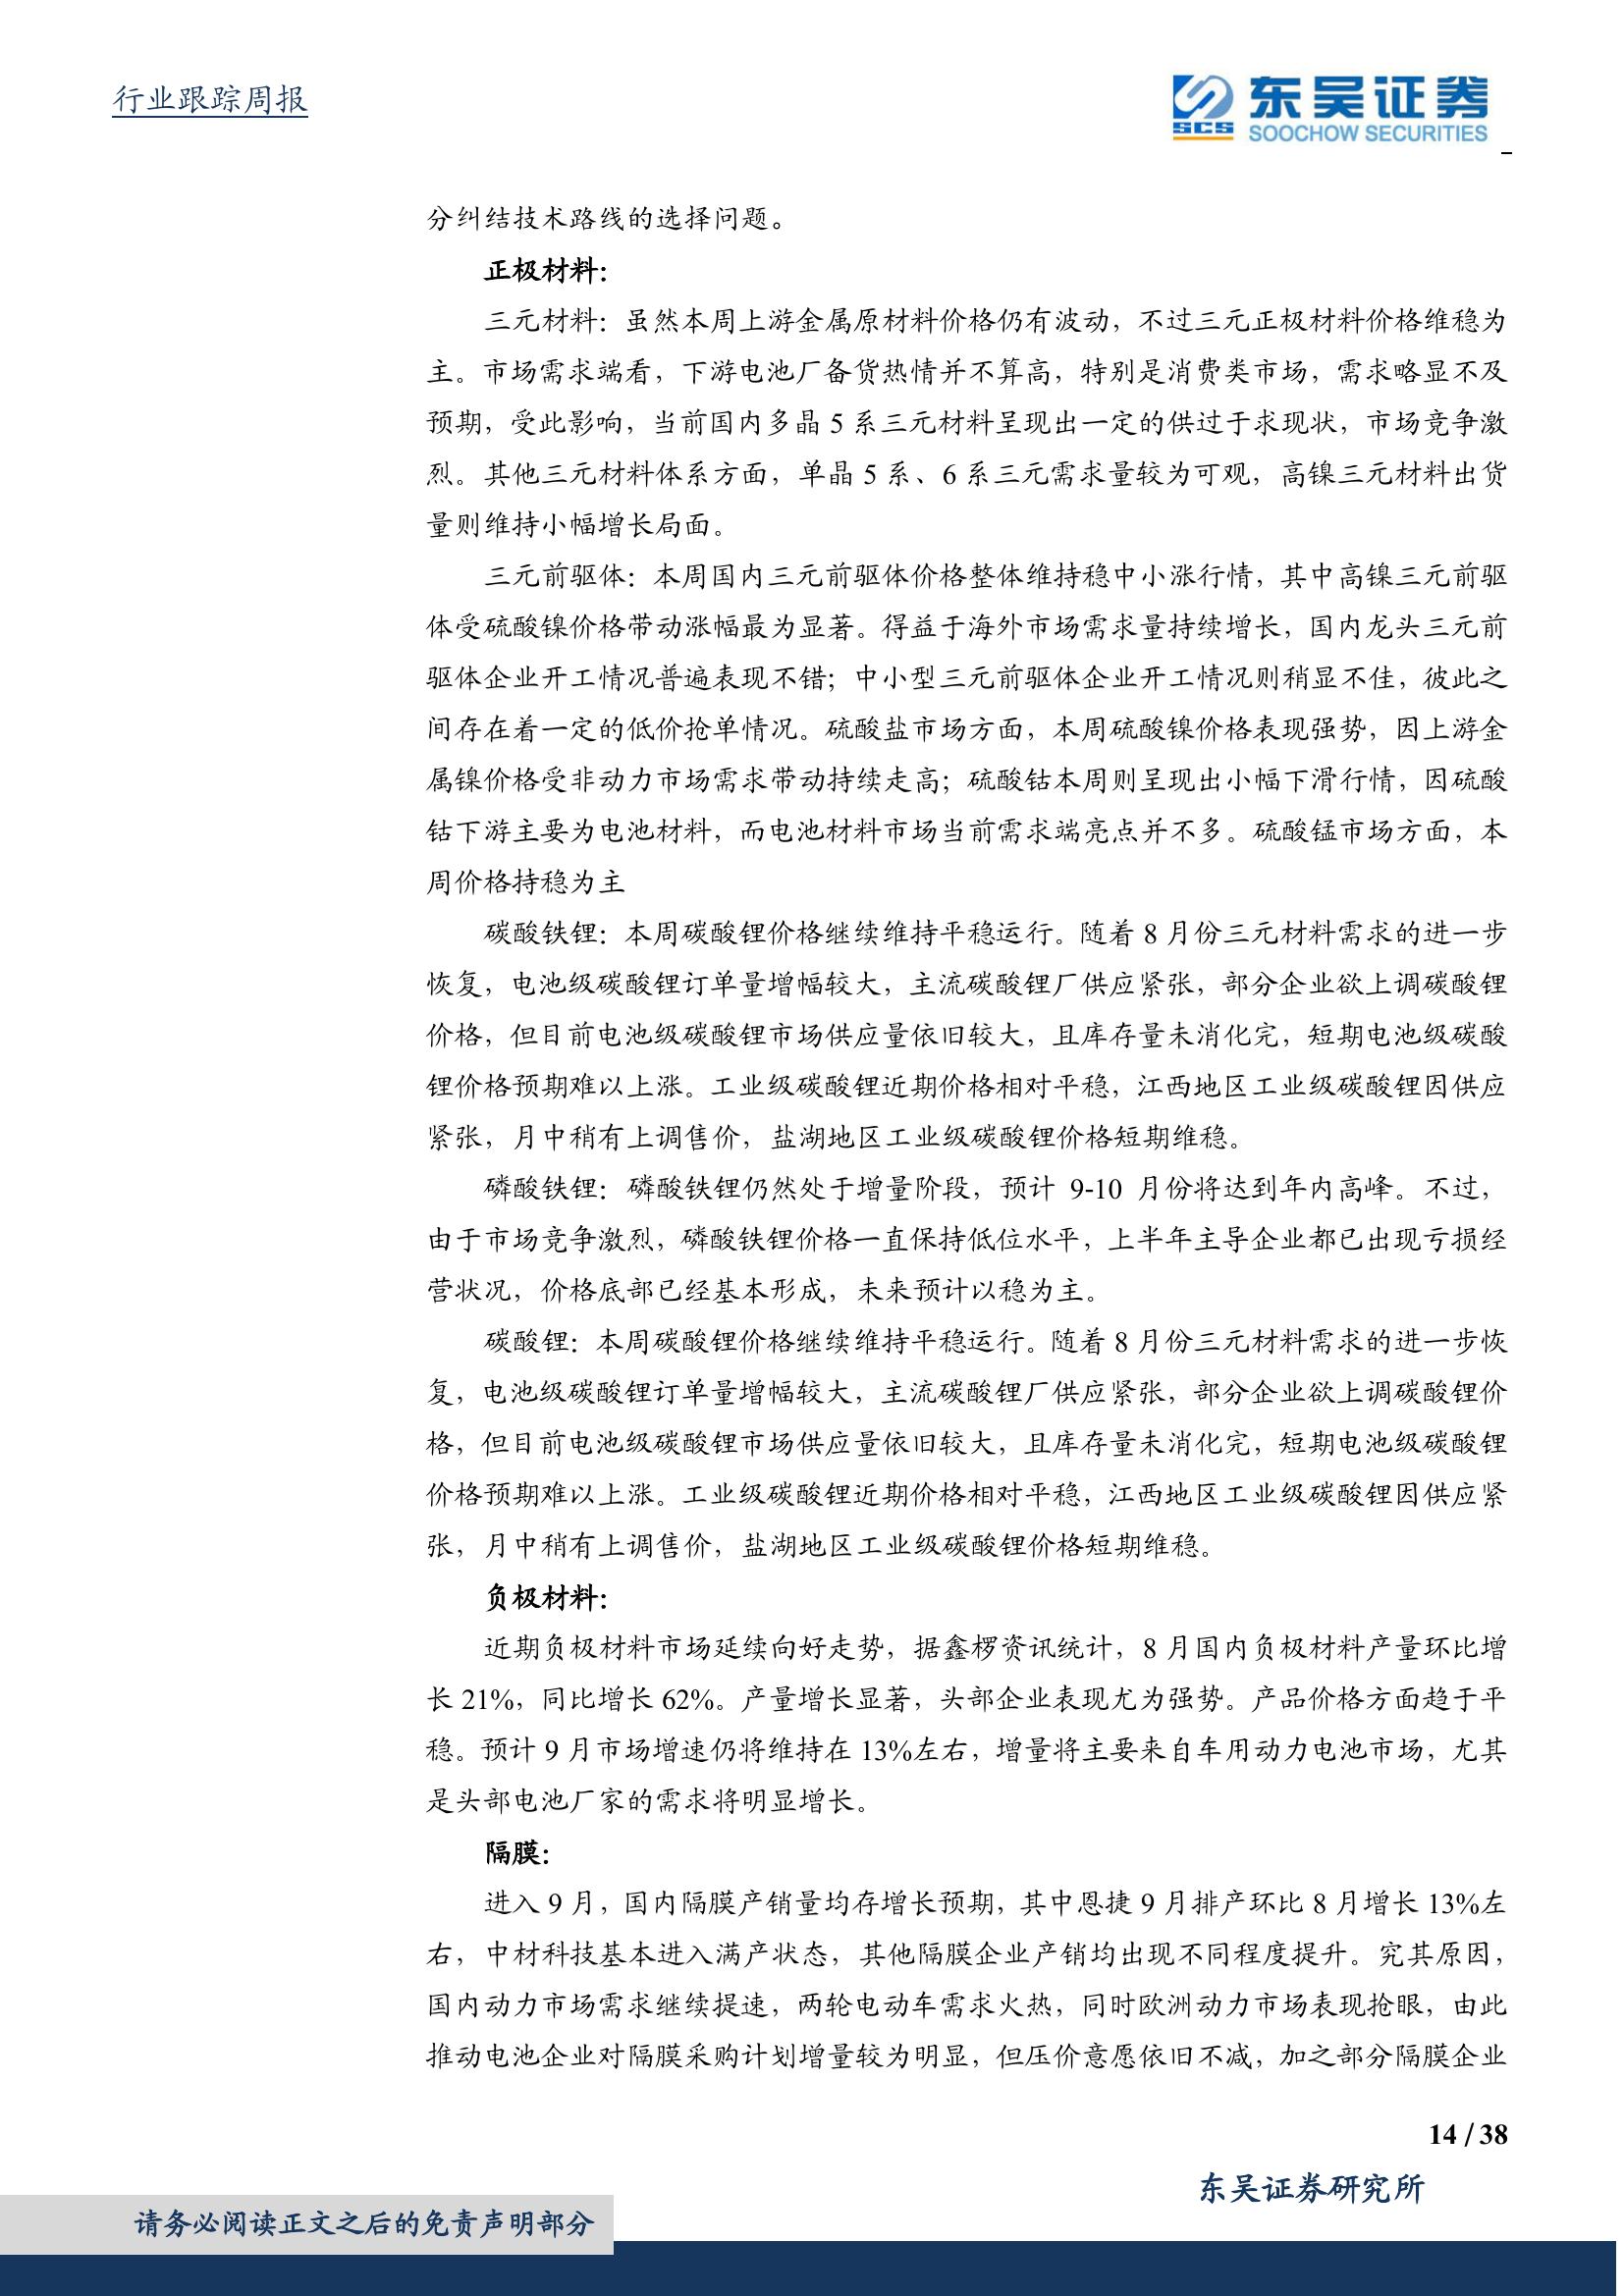 行业跟踪周报
东吴证券
SCS
SOOCHOW SECURITIES
分纠结技术路线的选择问题。
正极材料：
三元材料：虽然本周上游金属原材料价格仍有波动，不过三元正极材料价格维稳为
主。市场需求端看，下游电池厂备货热情并不算高，特别是消费类市场，需求略显不及
预期，受此影响，当前国内多晶 5 系三元材料呈现出一定的供过于求现状，市场竞争激
烈。其他三元材料体系方面，单晶 5 系、6 系三元需求量较为可观，高镍三元材料出货
量则维持小幅增长局面。
三元前驱体：本周国内三元前驱体价格整体维持稳中小涨行情，其中高镍三元前驱
体受硫酸镍价格带动涨幅最为显著。得益于海外市场需求量持续增长，国内龙头三元前
驱体企业开工情况普遍表现不错；中小型三元前驱体企业开工情况则稍显不佳，彼此之
间存在着一定的低价抢单情况。硫酸盐市场方面，本周硫酸镍价格表现强势，因上游金
属镍价格受非动力市场需求带动持续走高；硫酸钴本周则呈现出小幅下滑行情，因硫酸
钴下游主要为电池材料，而电池材料市场当前需求端亮点并不多。硫酸锰市场方面，本
周价格持稳为主
碳酸铁锂：本周碳酸锂价格继续维持平稳运行。随着 8 月份三元材料需求的进一步
恢复，电池级碳酸锂订单量增幅较大，主流碳酸锂厂供应紧张，部分企业欲上调碳酸锂
价格，但目前电池级碳酸锂市场供应量依旧较大，且库存量未消化完，短期电池级碳酸
锂价格预期难以上涨。工业级碳酸锂近期价格相对平稳，江西地区工业级碳酸锂因供应
紧张，月中稍有上调售价，盐湖地区工业级碳酸锂价格短期维稳。
磷酸铁锂：磷酸铁锂仍然处于增量阶段，预计 9-10 月份将达到年内高峰。不过，
由于市场竞争激烈，磷酸铁锂价格一直保持低位水平，上半年主导企业都已出现亏损经
营状况，价格底部已经基本形成，未来预计以稳为主。
碳酸锂：本周碳酸锂价格继续维持平稳运行。随着 8 月份三元材料需求的进一步恢
复，电池级碳酸锂订单量增幅较大，主流碳酸锂厂供应紧张，部分企业欲上调碳酸锂价
格，但目前电池级碳酸锂市场供应量依旧较大，且库存量未消化完，短期电池级碳酸锂
价格预期难以上涨。工业级碳酸锂近期价格相对平稳，江西地区工业级碳酸锂因供应紧
张，月中稍有上调售价，盐湖地区工业级碳酸锂价格短期维稳。
负极材料：
近期负极材料市场延续向好走势，据鑫椤资讯统计，8 月国内负极材料产量环比增
长 21%，同比增长 62%。产量增长显著，头部企业表现尤为强势。产品价格方面趋于平
稳。预计 9 月市场增速仍将维持在 13%左右，增量将主要来自车用动力电池市场，尤其
是头部电池厂家的需求将明显增长。
隔膜：
进入 9 月，国内隔膜产销量均存增长预期，其中恩捷 9 月排产环比 8 月增长 13%左
右，中材科技基本进入满产状态，其他隔膜企业产销均出现不同程度提升。究其原因，
国内动力市场需求继续提速，两轮电动车需求火热，同时欧洲动力市场表现抢眼，由此
推动电池企业对隔膜采购计划增量较为明显，但压价意愿依旧不减，加之部分隔膜企业
14 / 38
东吴证券研究所
请务必阅读正文之后的免责声明部分